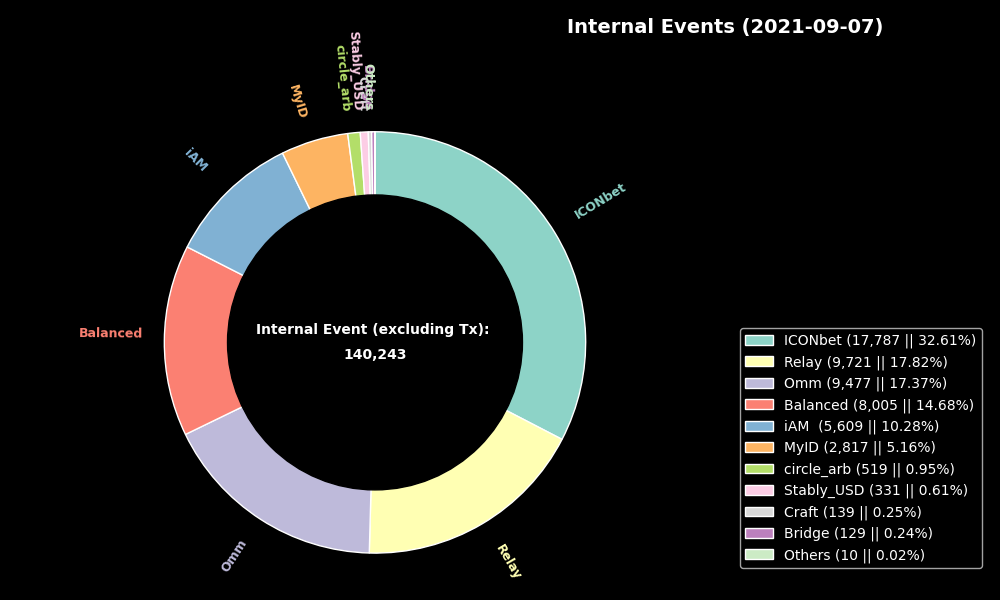 Internal Events (2021-09-07)
Others
Stably_USD
circle_arb
MyID
iAM
ICONbet
Balanced
Internal Event (excluding Tx):
140,243
Omm
Relay
ICONbet (17,787 || 32.61%)
Relay (9,721 || 17.82%)
Omm (9,477 || 17.37%)
Balanced (8,005 || 14.68%)
iAM  (5,609 || 10.28%)
MyID (2,817 || 5.16%)
circle_arb (519 || 0.95%)
Stably_USD (331 || 0.61%)
Craft (139 || 0.25%)
Bridge (129 || 0.24%)
Others (10 || 0.02%)